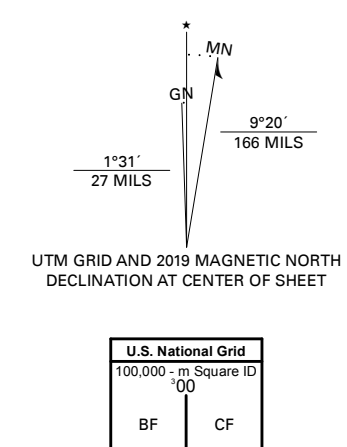 ★
MN
GN
9°20´
166 MILS
1°31´
27 MILS
UTM GRID AND 2019 MAGNETIC NORTH
DECLINATION AT CENTER OF SHEET
U.S. National Grid
100,000 - m Square ID
³00
BF CF